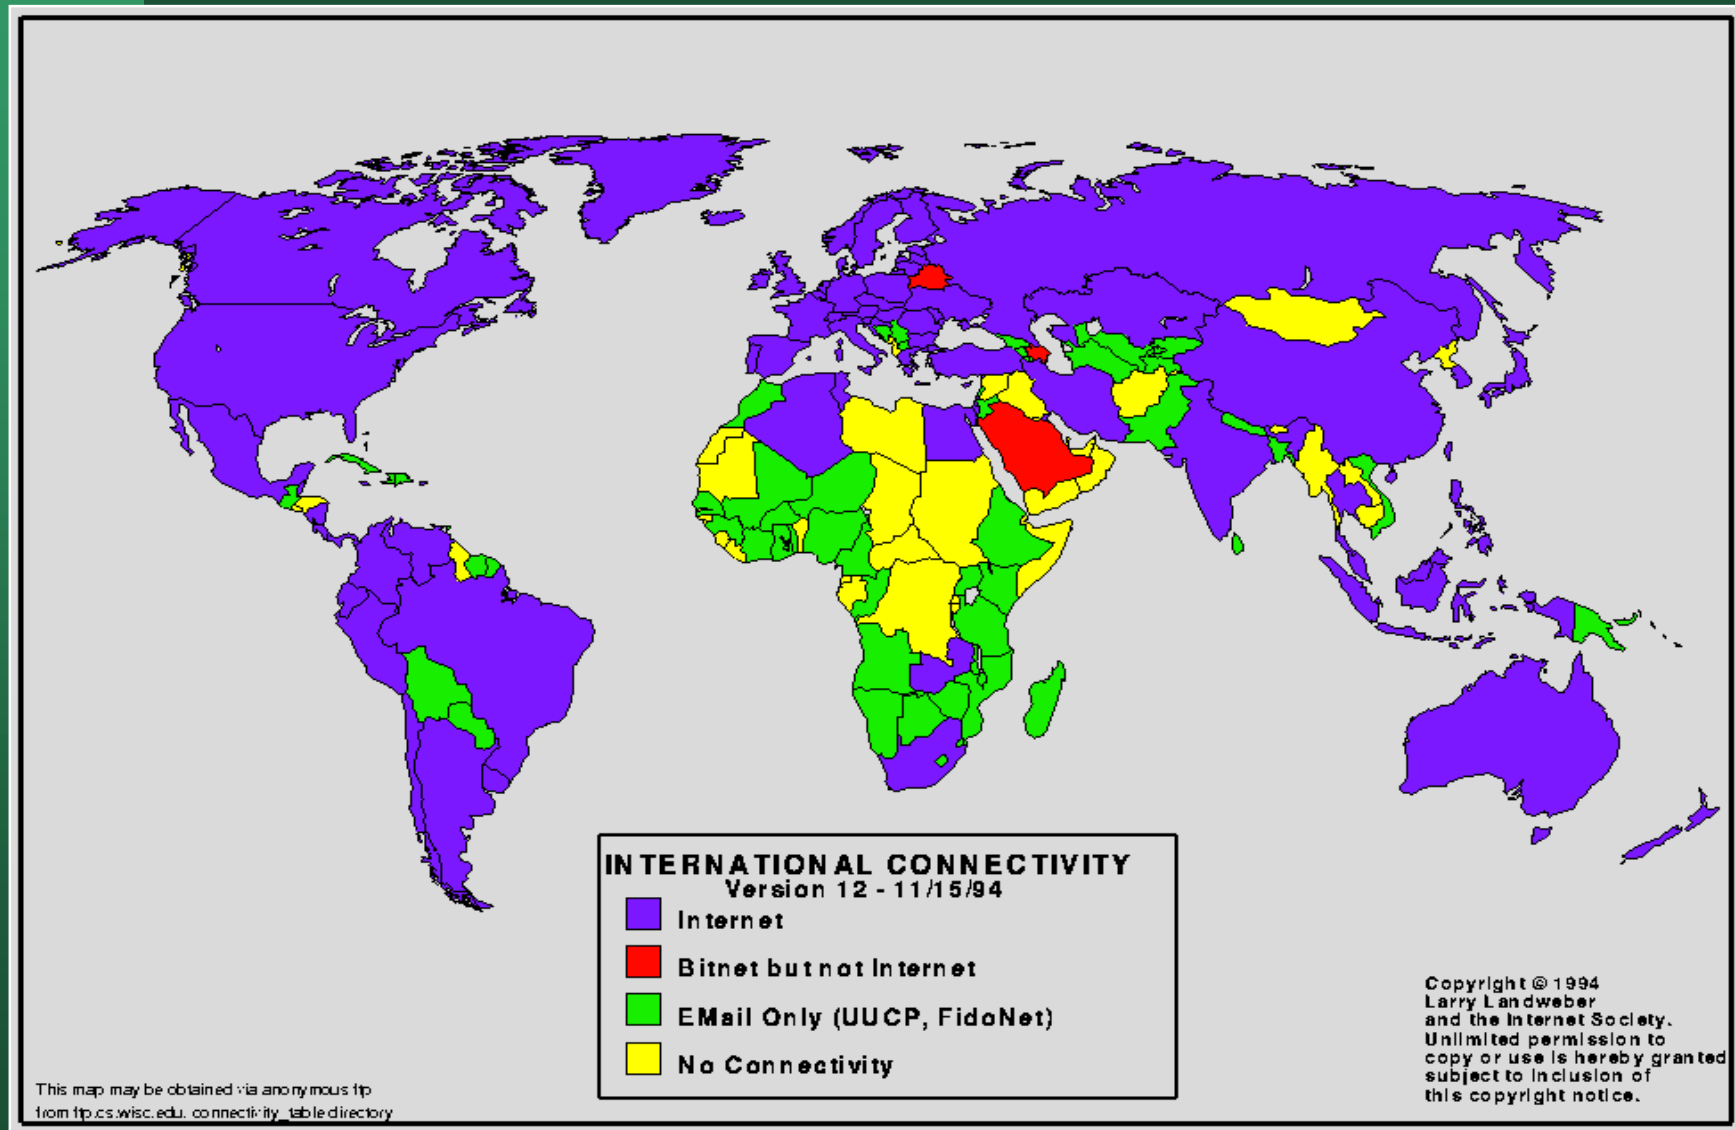 INTERNATIONAL CONNECTIVITY
Version 12 - 11/15/94
Internet
Bitnet but not Internet
EMail Only (UUCP, FidoNet)
No Connectivity
This map may be obtained via anonymous ftp
from ftp.cs.wisc.edu, connectivity_table directory
Copyright © 1994
Larry Landweber
and the Internet Society.
Unlimited permission to
copy or use is hereby granted
subject to inclusion of
this copyright notice.